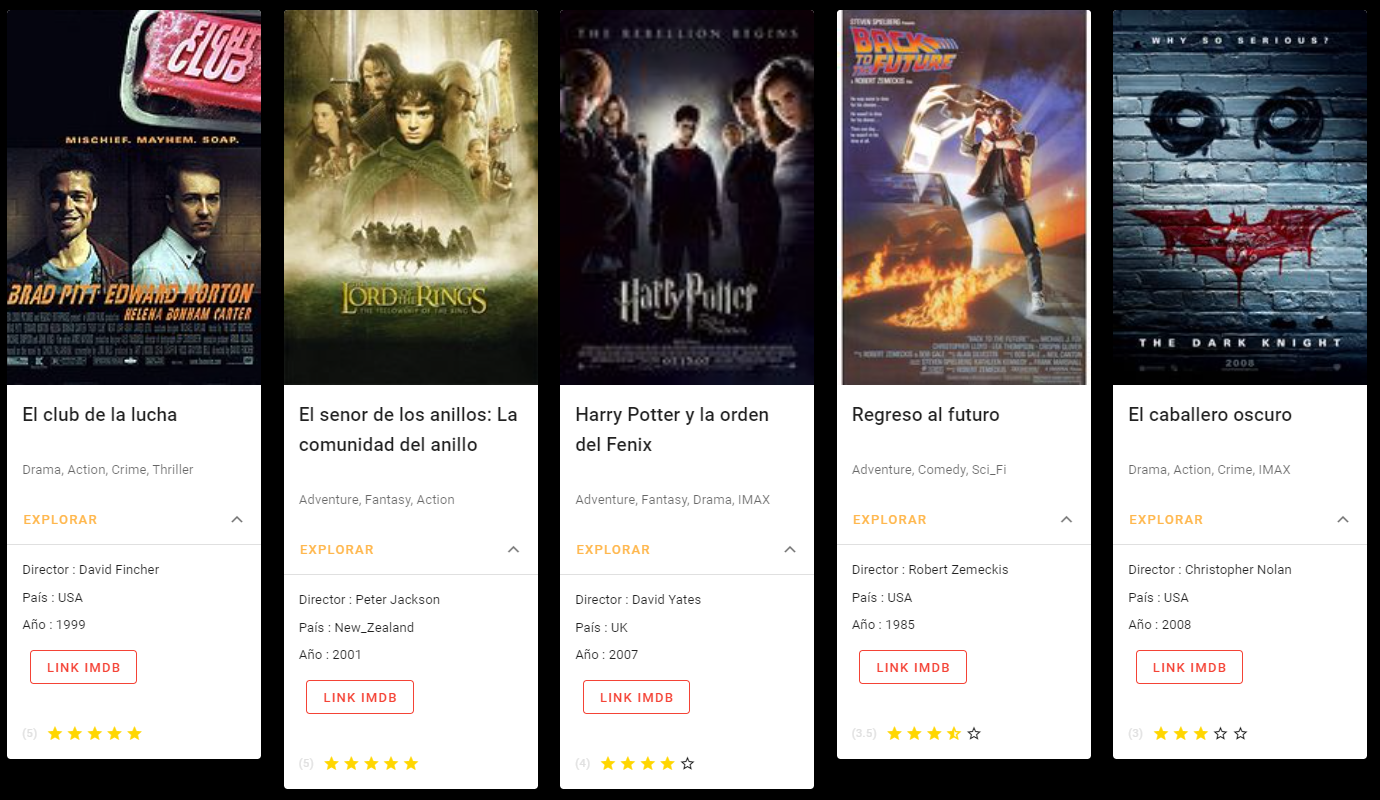 FIGHT
CLUB
MISCHIEF. MAYHEM. SOAP.
BRAD PITT EDWARD NORTON
HELENA BONHAM CARTER
El club de la lucha
Drama, Action, Crime, Thriller
EXPLORAR
Director : David Fincher
País : USA
Año : 1999
LINK IMDB
(5)
THE
LORD OF THE RINGS
THE FELLOWSHIP OF THE RING
El senor de los anillos: La
comunidad del anillo
Adventure, Fantasy, Action
EXPLORAR
Director : Peter Jackson
País : New_Zealand
Año : 2001
LINK IMDB
(5)
THE REBELLION BEGINS
Harry Potter
Harry Potter y la orden
del Fenix
Adventure, Fantasy, Drama, IMAX
EXPLORAR
Director : David Yates
País : UK
Año : 2007
LINK IMDB
(4)
STEVEN SPIELBERG Presents
BACK
TO THE FUTURE
A ROBERT ZEMECKIS Film
Regreso al futuro
Adventure, Comedy, Sci_Fi
EXPLORAR
Director : Robert Zemeckis
País : USA
Año : 1985
LINK IMDB
(3.5)
WHY SO SERIOUS?
THE DARK KNIGHT
2008
El caballero oscuro
Drama, Action, Crime, IMAX
EXPLORAR
Director : Christopher Nolan
País : USA
Año : 2008
LINK IMDB
(3)